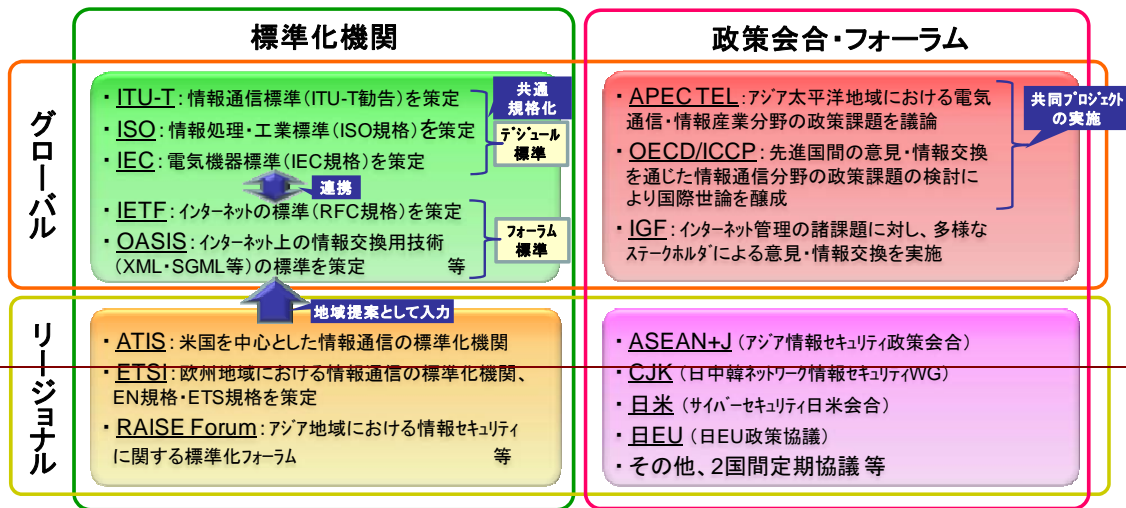 標準化機関
政策会合・フォーラム
グローバル
・ITU-T:情報通信標準(ITU-T勧告)を策定
・ISO:情報処理・工業標準(ISO規格)を策定
・IEC:電気機器標準(IEC規格)を策定
共通
規格化
デジュール
標準
連携
・IETF:インターネットの標準(RFC規格)を策定
・OASIS:インターネット上の情報交換用技術
(XML・SGML等)の標準を策定 等
フォーラム
標準
・APEC TEL:アジア太平洋地域における電気
通信・情報産業分野の政策課題を議論
・OECD/ICCP:先進国間の意見・情報交換
を通じた情報通信分野の政策課題の検討に
より国際世論を醸成
・IGF:インターネット管理の諸課題に対し、多様な
ステークホルダによる意見・情報交換を実施
共同プロジェクト
の実施
地域提案として入力
リージョナル
・ATIS:米国を中心とした情報通信の標準化機関
・ETSI:欧州地域における情報通信の標準化機関、
EN規格・ETS規格を策定
・RAISE Forum:アジア地域における情報セキュリティ
に関する標準化フォーラム 等
・ASEAN+J(アジア情報セキュリティ政策会合)
・CJK(日中韓ネットワーク情報セキュリティWG)
・日米(サイバーセキュリティ日米会合)
・日EU(日EU政策協議)
・その他、2国間定期協議 等